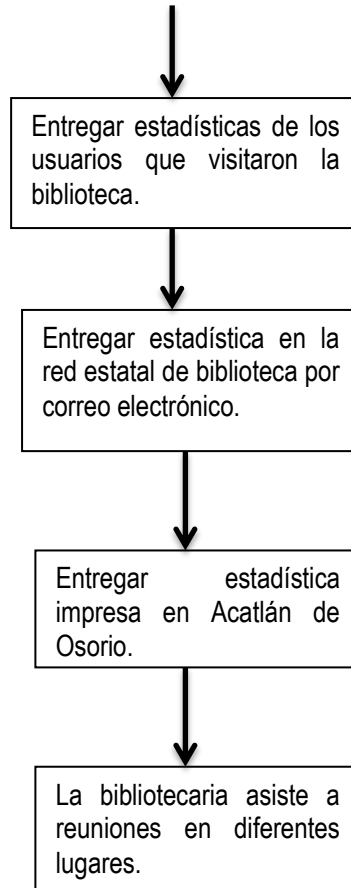 Entregar estadísticas de los
usuarios que visitaron la
biblioteca.
Entregar estadística en la
red estatal de biblioteca por
correo electrónico.
Entregar estadística
impresa en Acatlán de
Osorio.
La bibliotecaria asiste a
reuniones en diferentes
lugares.